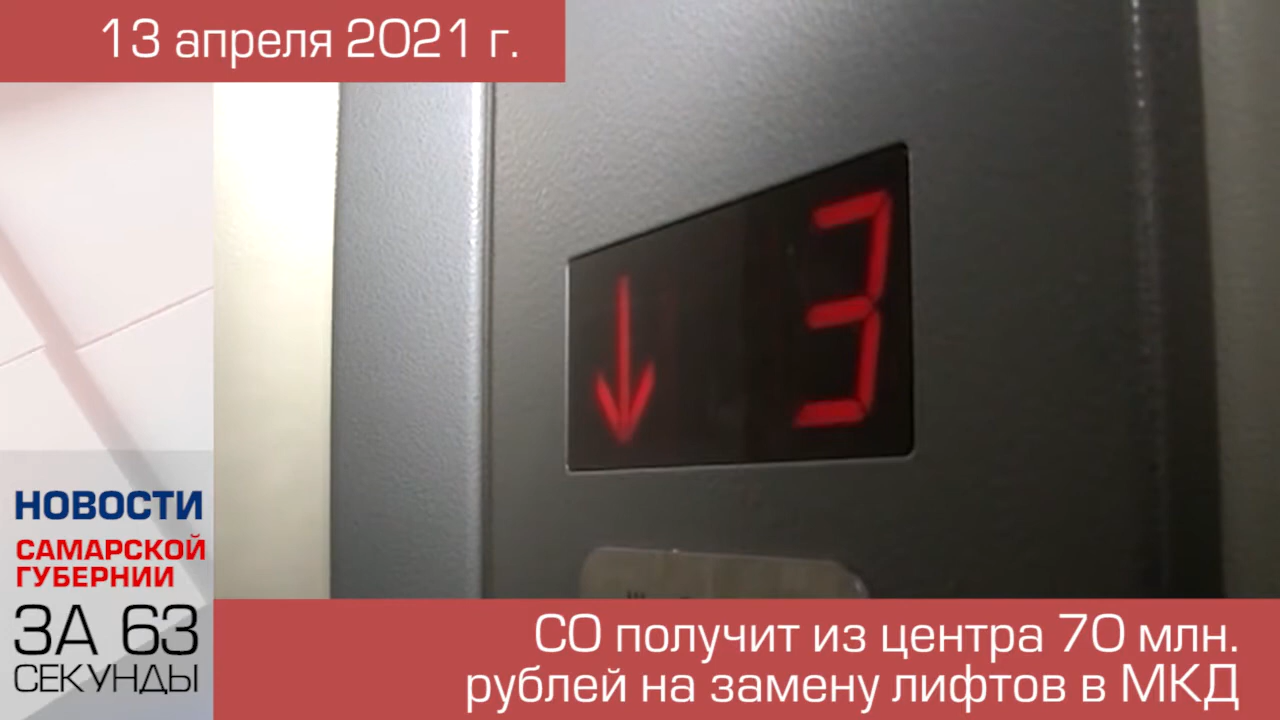 13 апреля 2021 г.
3
НОВОСТИ
САМАРСКОЙ
ГУБЕРНИИ
ЗА 63
СЕКУНДЫ
СО получит из центра 70 млн.
рублей на замену лифтов в МКД